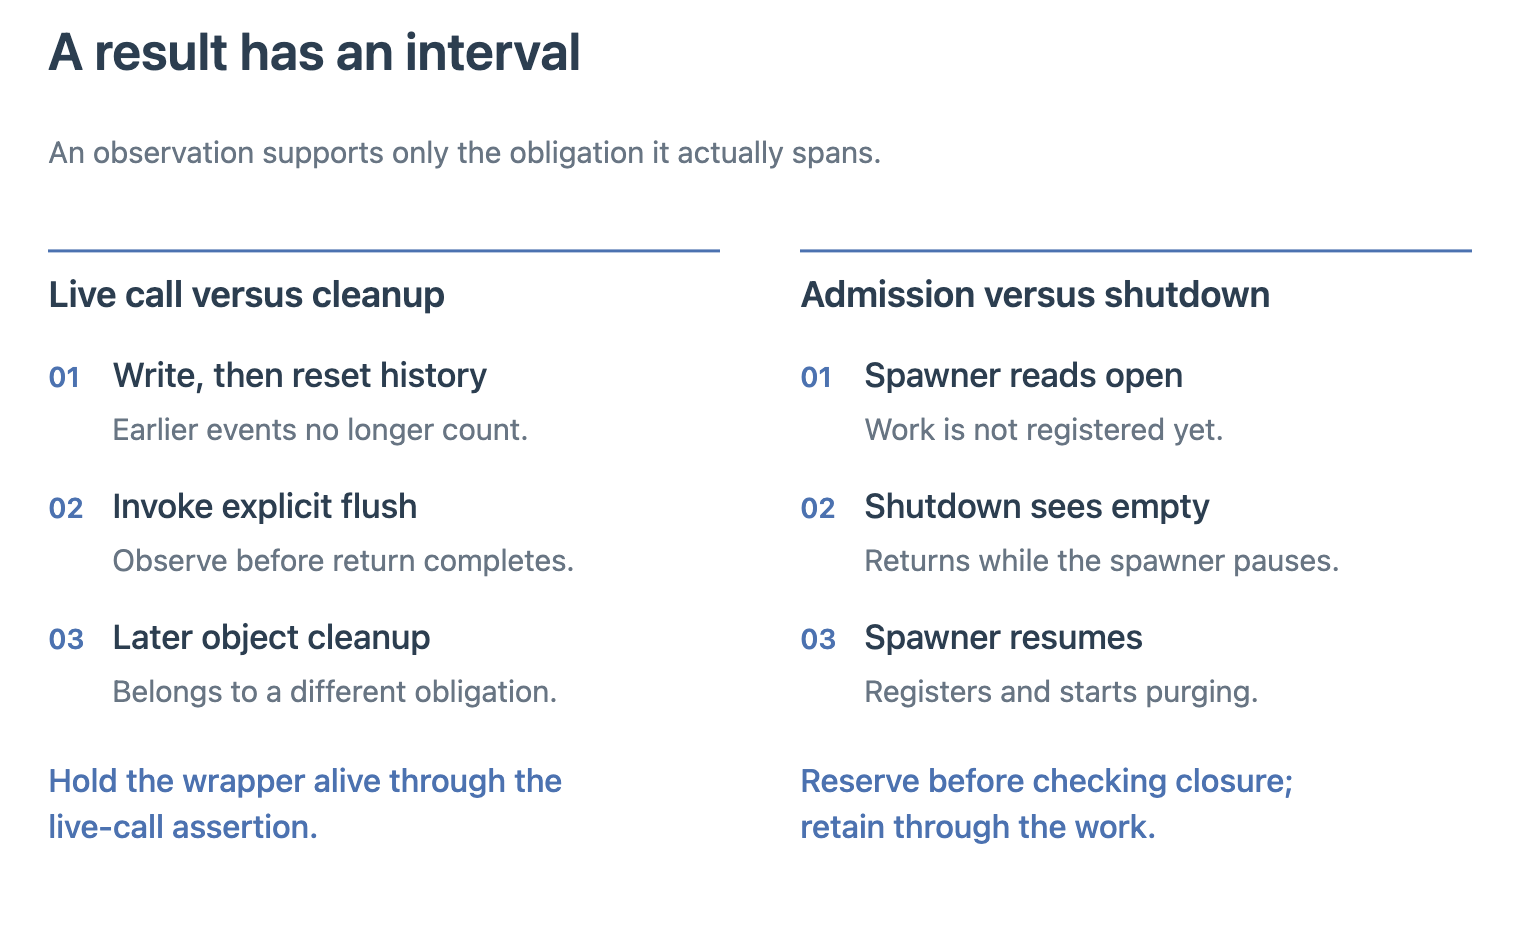 A result has an interval
An observation supports only the obligation it actually spans.
Live call versus cleanup
01 Write, then reset history
Earlier events no longer count.
02 Invoke explicit flush
Observe before return completes.
03 Later object cleanup
Belongs to a different obligation.
Hold the wrapper alive through the
live-call assertion.
Admission versus shutdown
01 Spawner reads open
Work is not registered yet.
02 Shutdown sees empty
Returns while the spawner pauses.
03 Spawner resumes
Registers and starts purging.
Reserve before checking closure;
retain through the work.